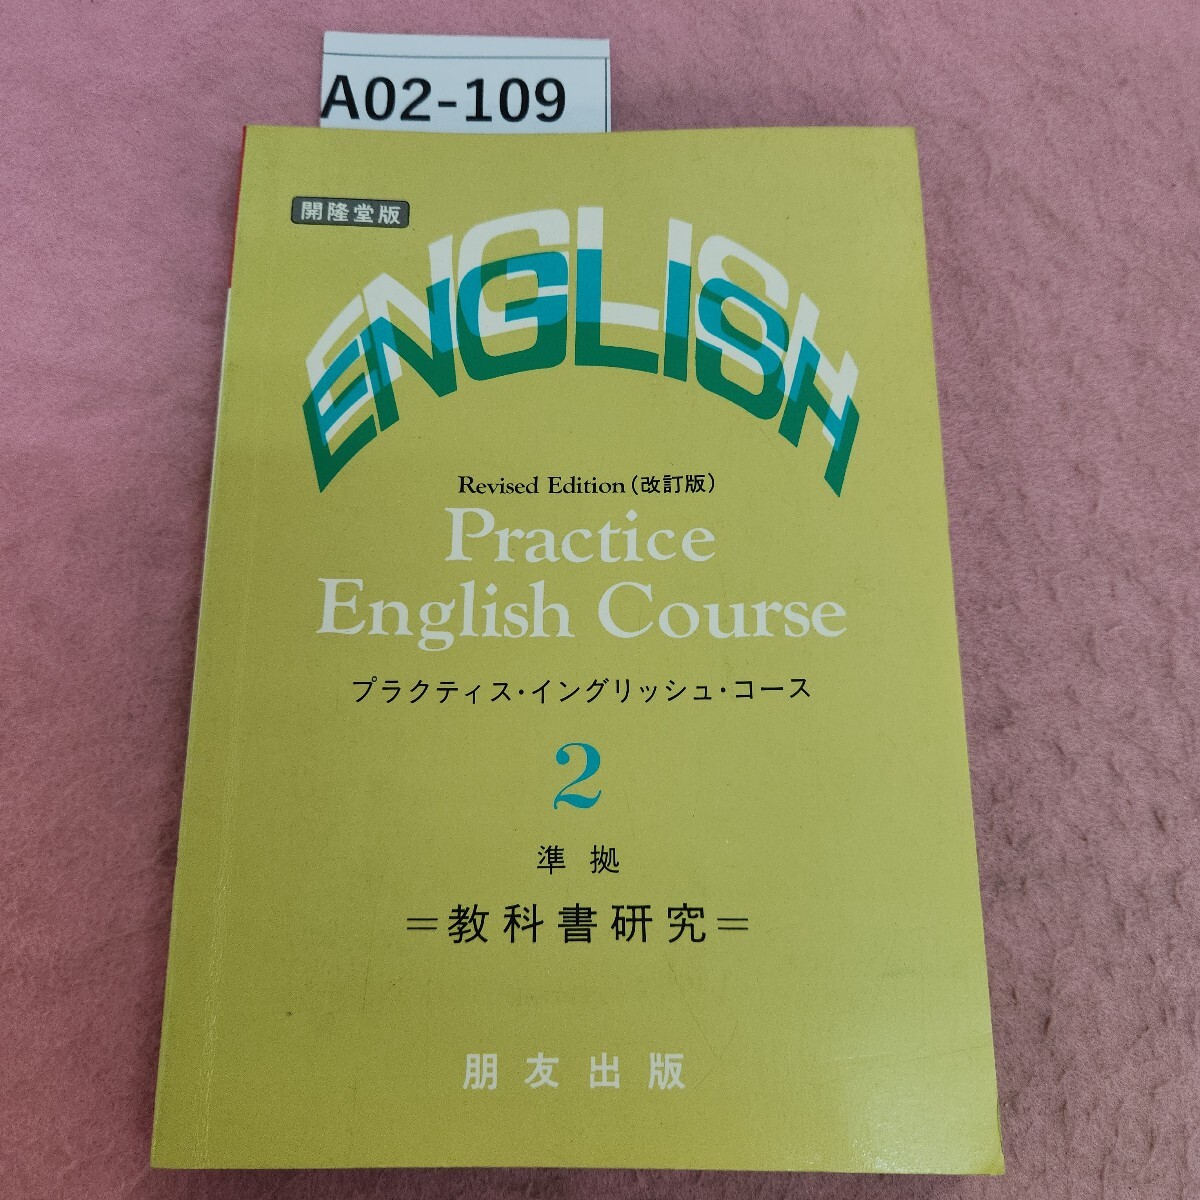 A02-109
開隆堂版
ENGLISH
Revised Edition(改訂版)
Practice
English Course
プラクティス・イングリッシュ・コース
2
準拠
=教科書研究=
朋友出版